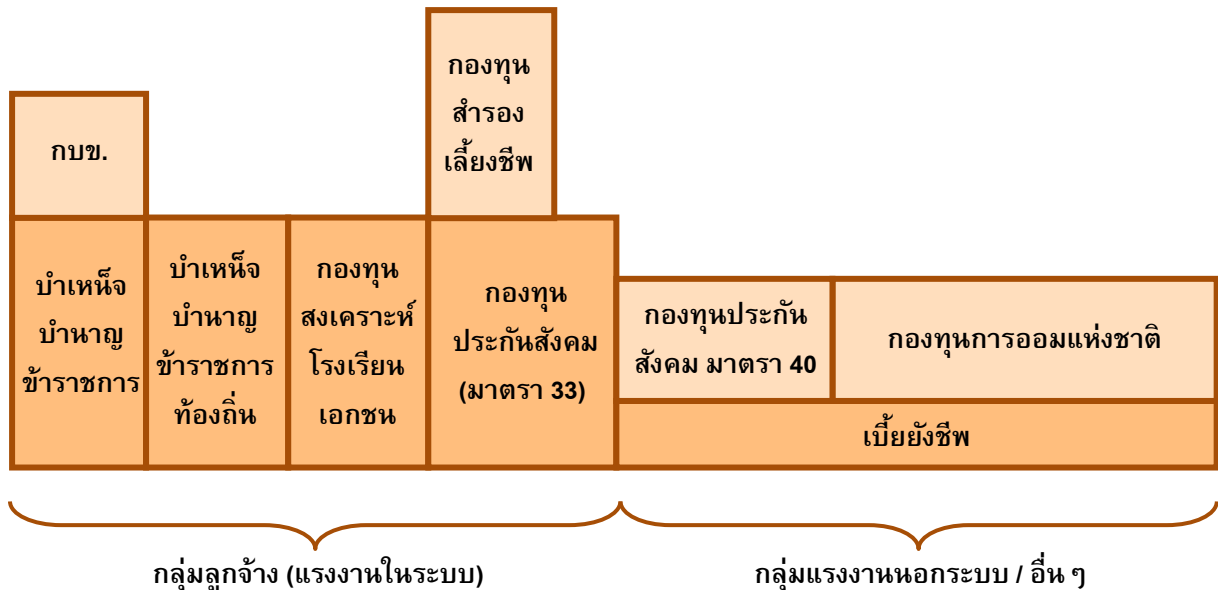 กองทุน
สำรอง
เลี้ยงชีพ
กบข.
บำเหน็จ
บำนาญ
ข้าราชการ
บำเหน็จ
บำนาญ
ข้าราชการ
ท้องถิ่น
กองทุน
สงเคราะห์
โรงเรียน
เอกชน
กองทุน
ประกันสังคม
(มาตรา 33)
กองทุนประกัน
สังคม มาตรา 40
กองทุนการออมแห่งชาติ
เบี้ยยังชีพ
กลุ่มลูกจ้าง (แรงงานในระบบ)
กลุ่มแรงงานนอกระบบ / อื่น ๆ